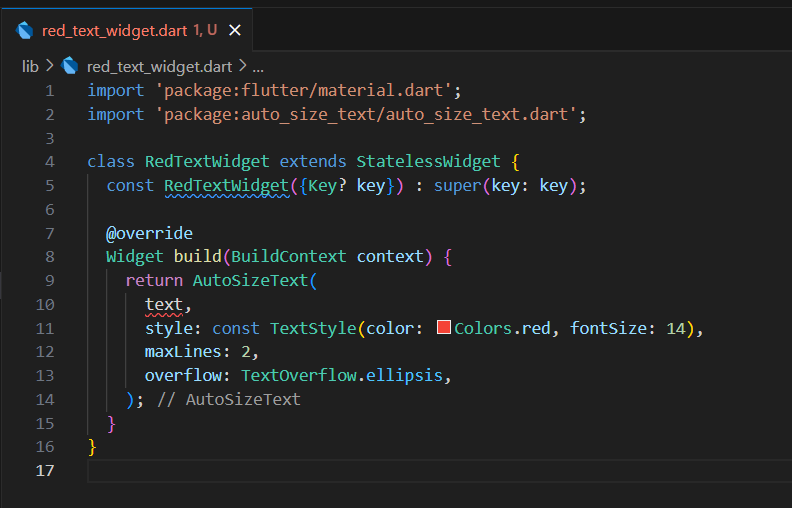 red_text_widget.dart 1, U
lib > red_text_widget.dart > ...
1 import 'package:flutter/material.dart';
2 import 'package:auto_size_text/auto_size_text.dart';
3
4 class RedTextWidget extends StatelessWidget {
5   const RedTextWidget({Key? key}) : super(key: key);
6
7   @override
8   Widget build(BuildContext context) {
9     return AutoSizeText(
10       text,
11       style: const TextStyle(color: Colors.red, fontSize: 14),
12       maxLines: 2,
13       overflow: TextOverflow.ellipsis,
14     ); // AutoSizeText
15   }
16 }
17